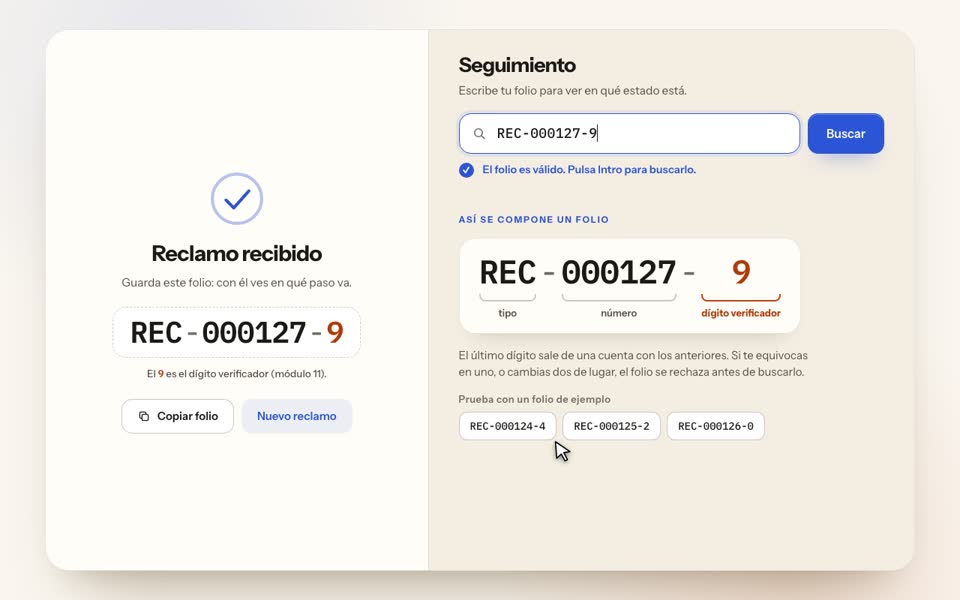 Reclamo recibido
Guarda este folio: con él ves en qué paso va.
REC-000127-9
El 9 es el dígito verificador (módulo 11).
Copiar folio
Nuevo reclamo
Seguimiento
Escribe tu folio para ver en qué estado está.
REC-000127-9
Buscar
El folio es válido. Pulsa Intro para buscarlo.
ASÍ SE COMPONE UN FOLIO
REC-000127-9
tipo
número
dígito verificador
El último dígito sale de una cuenta con los anteriores. Si te equivocas
en uno, o cambias dos de lugar, el folio se rechaza antes de buscarlo.
Prueba con un folio de ejemplo
REC-000124-4
REC-000125-2
REC-000126-0